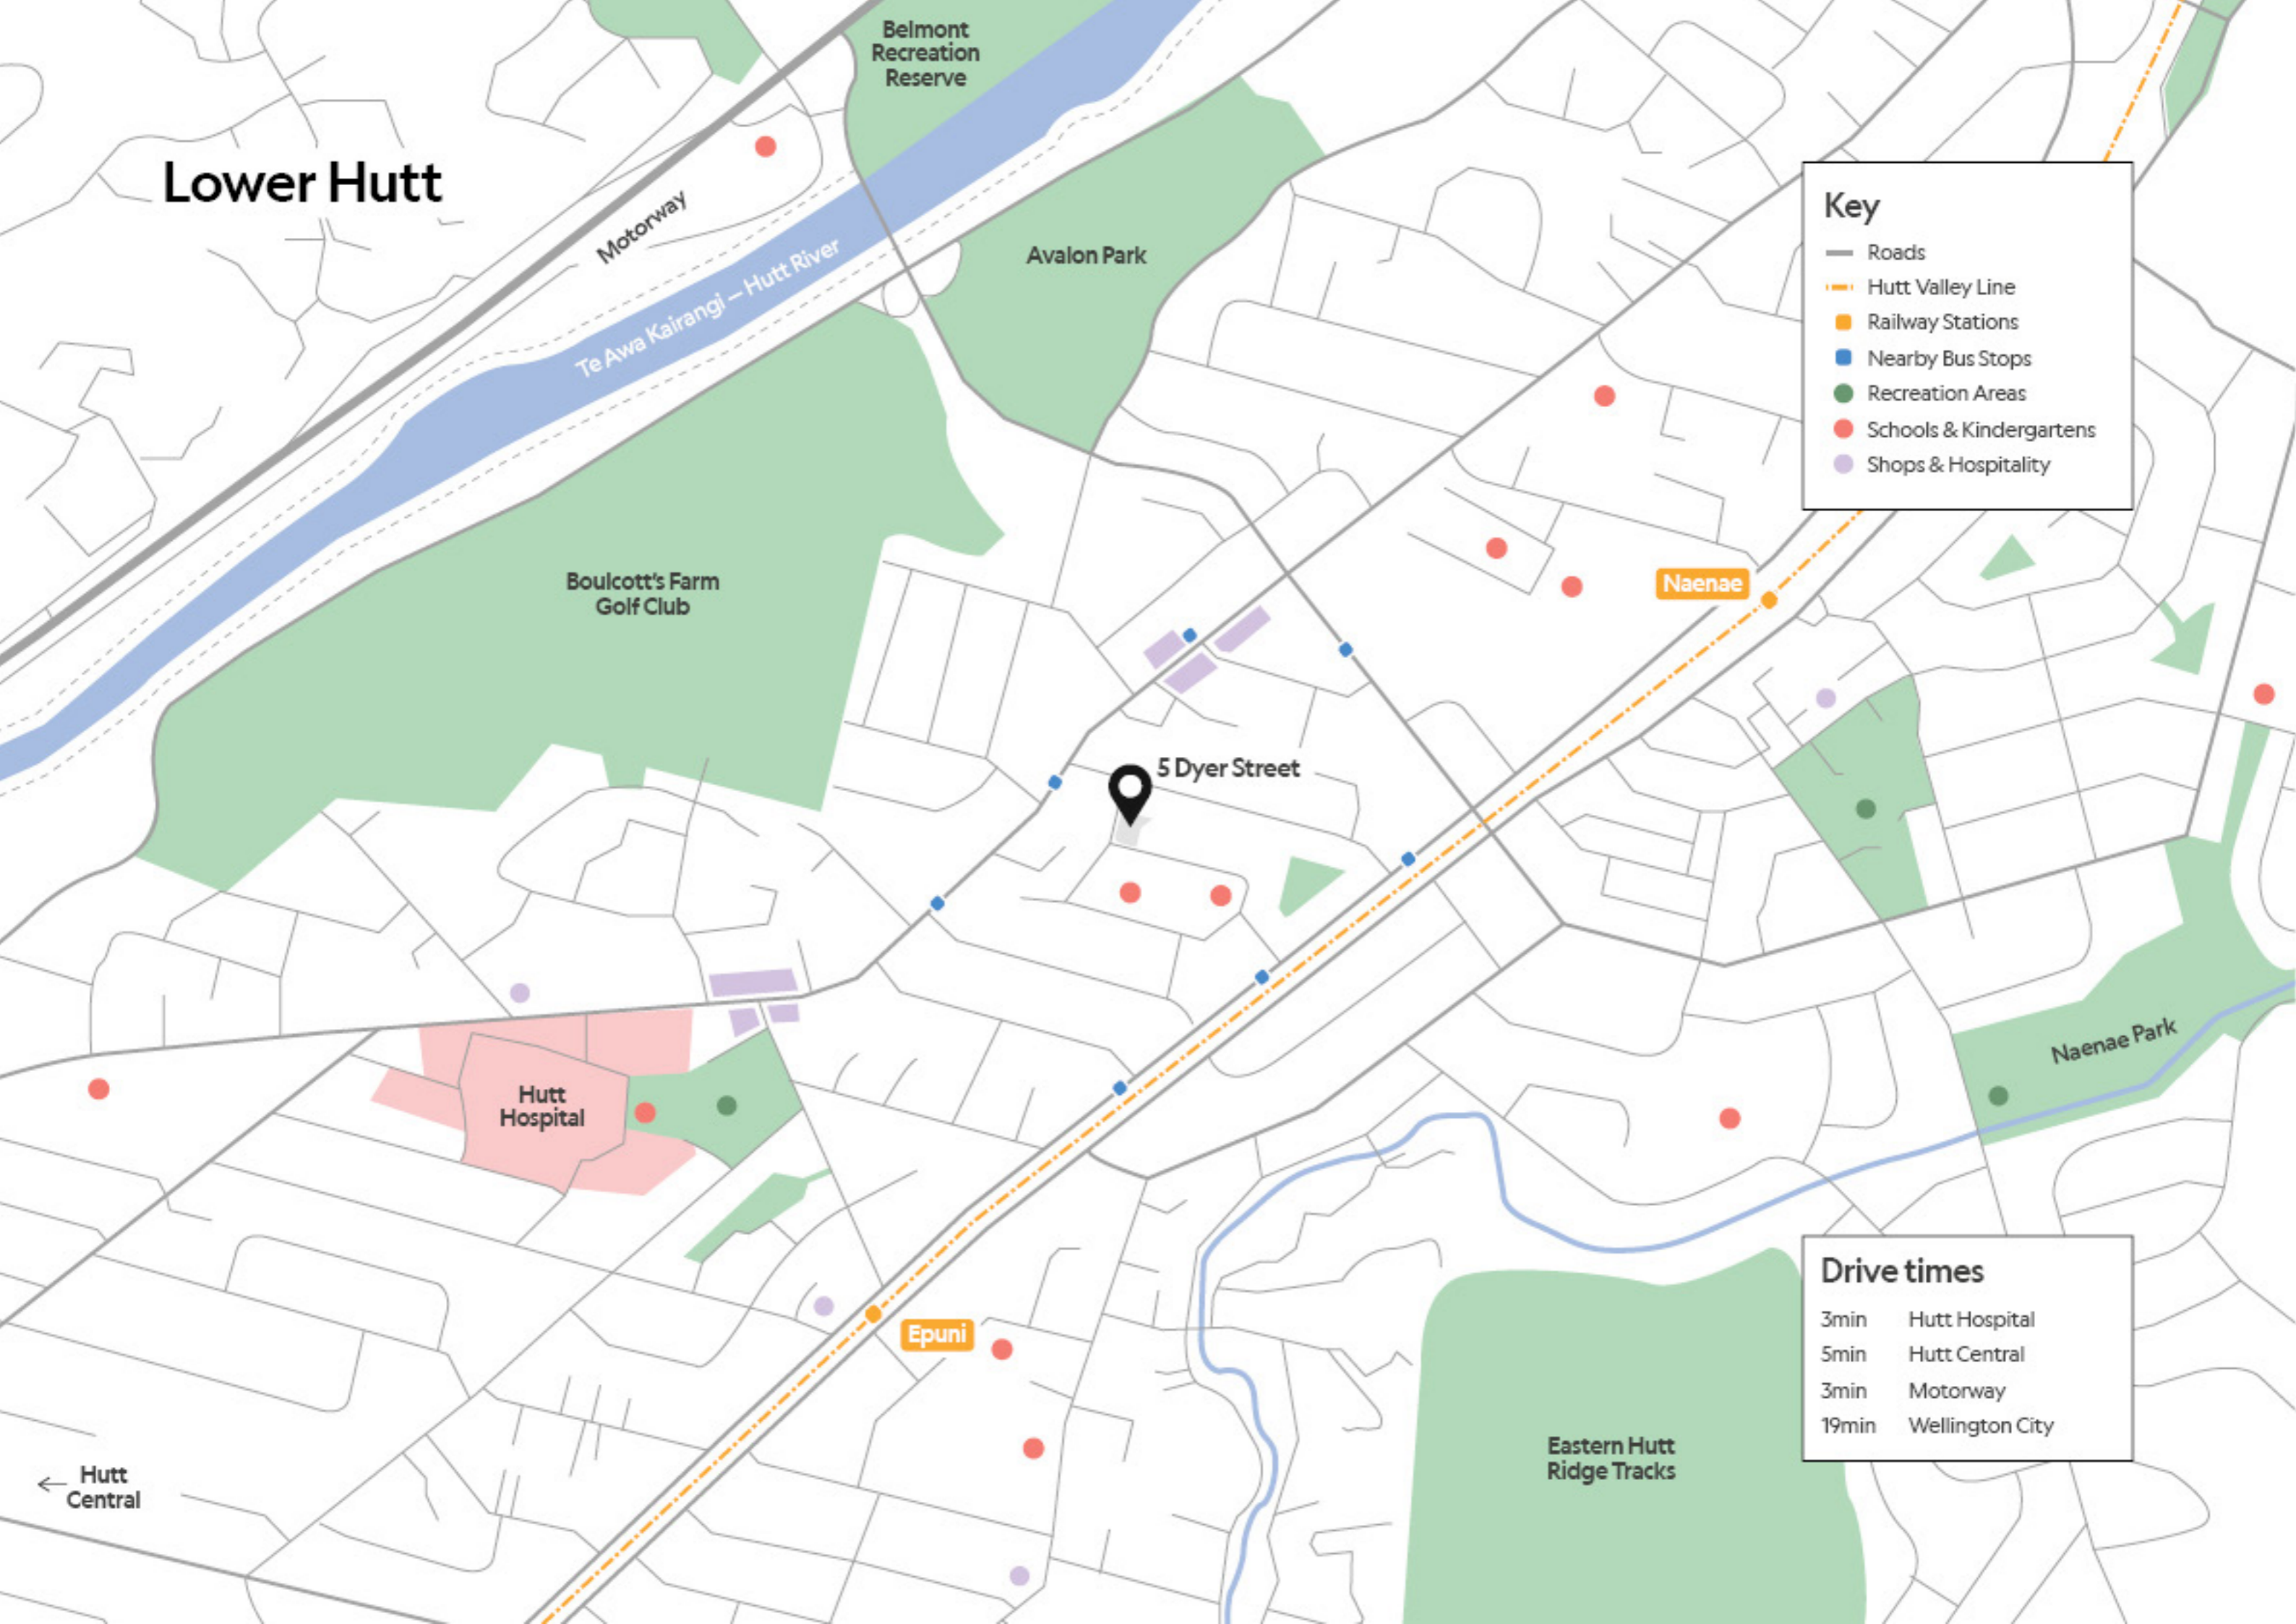 Belmont
Recreation
Reserve
Lower Hutt
Motorway
Te Awa Kairangi – Hutt River
Avalon Park
Key
Roads
Hutt Valley Line
Railway Stations
Nearby Bus Stops
Recreation Areas
Schools & Kindergartens
Shops & Hospitality
Boulcott's Farm
Golf Club
Naenae
5 Dyer Street
Naenae Park
Hutt
Hospital
Epuni
Drive times
3min Hutt Hospital
5min Hutt Central
3min Motorway
19min Wellington City
Eastern Hutt
Ridge Tracks
← Hutt
Central